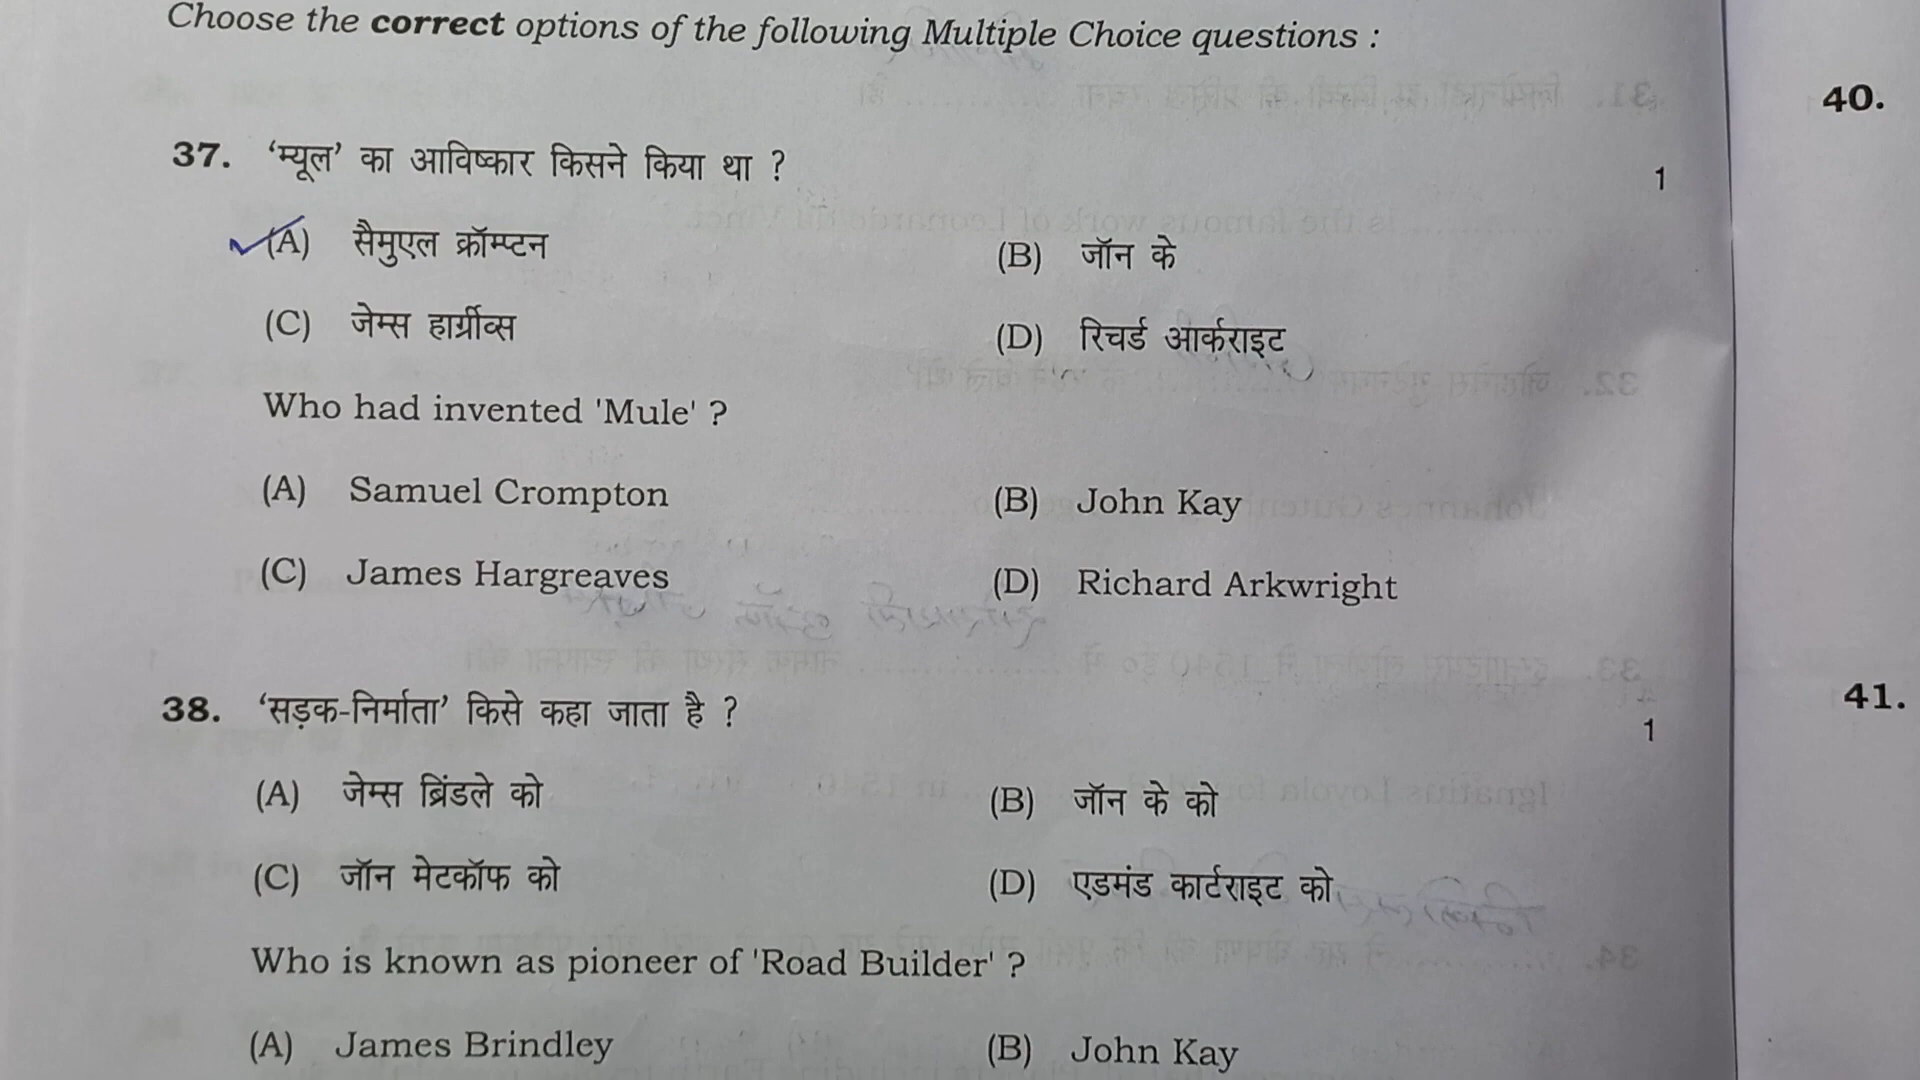 Choose the correct options of the following Multiple Choice questions :
40.
37. ‘म्यूल’ का आविष्कार किसने किया था ? 1
(A) सैमुएल क्रॉम्प्टन (B) जॉन के
(C) जेम्स हार्ग्रीव्स (D) रिचर्ड आर्कराइट
Who had invented 'Mule' ?
(A) Samuel Crompton (B) John Kay
(C) James Hargreaves (D) Richard Arkwright
38. ‘सड़क-निर्माता’ किसे कहा जाता है ? 1
41.
(A) जेम्स ब्रिंडले को (B) जॉन के को
(C) जॉन मेटकॉफ को (D) एडमंड कार्टराइट को
Who is known as pioneer of 'Road Builder' ?
(A) James Brindley (B) John Kay